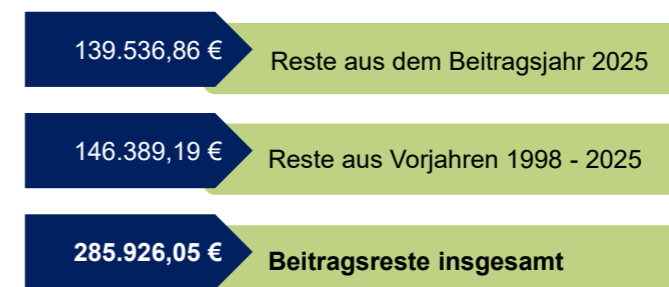 139.536,86 € Reste aus dem Beitragsjahr 2025
146.389,19 € Reste aus Vorjahren 1998 - 2025
285.926,05 € Beitragsreste insgesamt